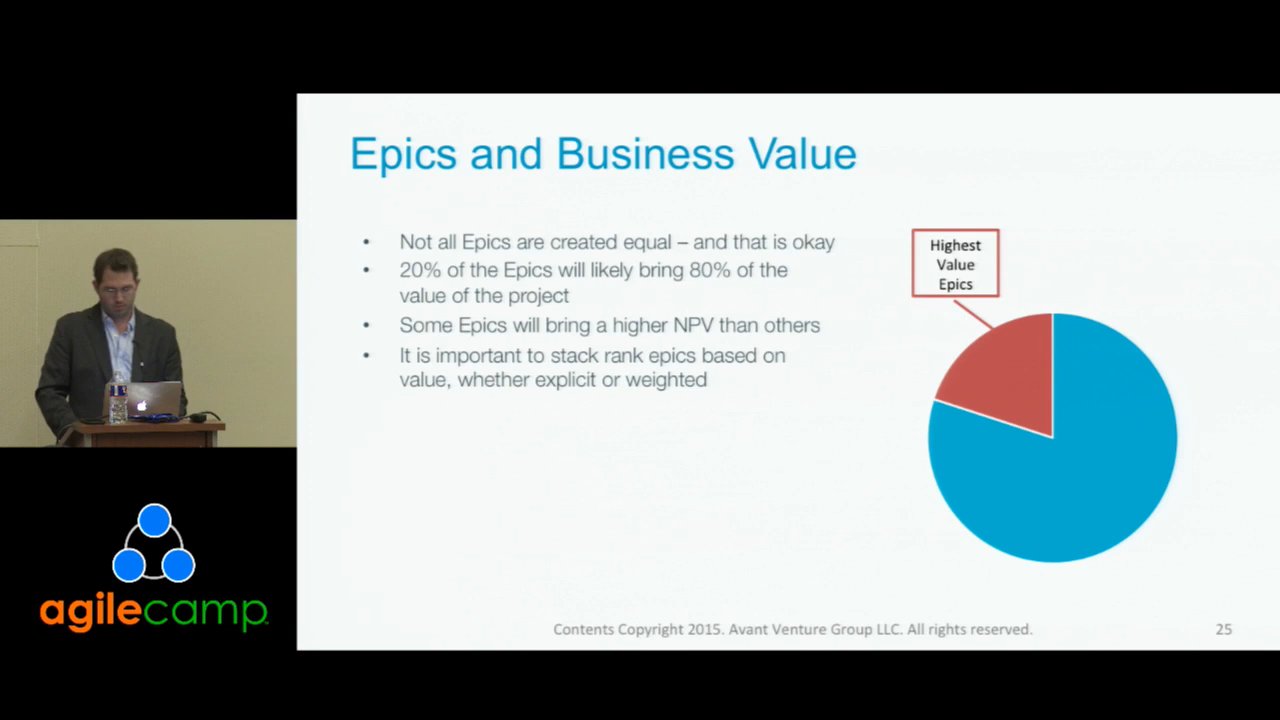 Epics and Business Value
• Not all Epics are created equal – and that is okay
• 20% of the Epics will likely bring 80% of the
value of the project
• Some Epics will bring a higher NPV than others
• It is important to stack rank epics based on
value, whether explicit or weighted
Highest
Value
Epics
agilecamp
Contents Copyright 2015. Avant Venture Group LLC. All rights reserved.
25